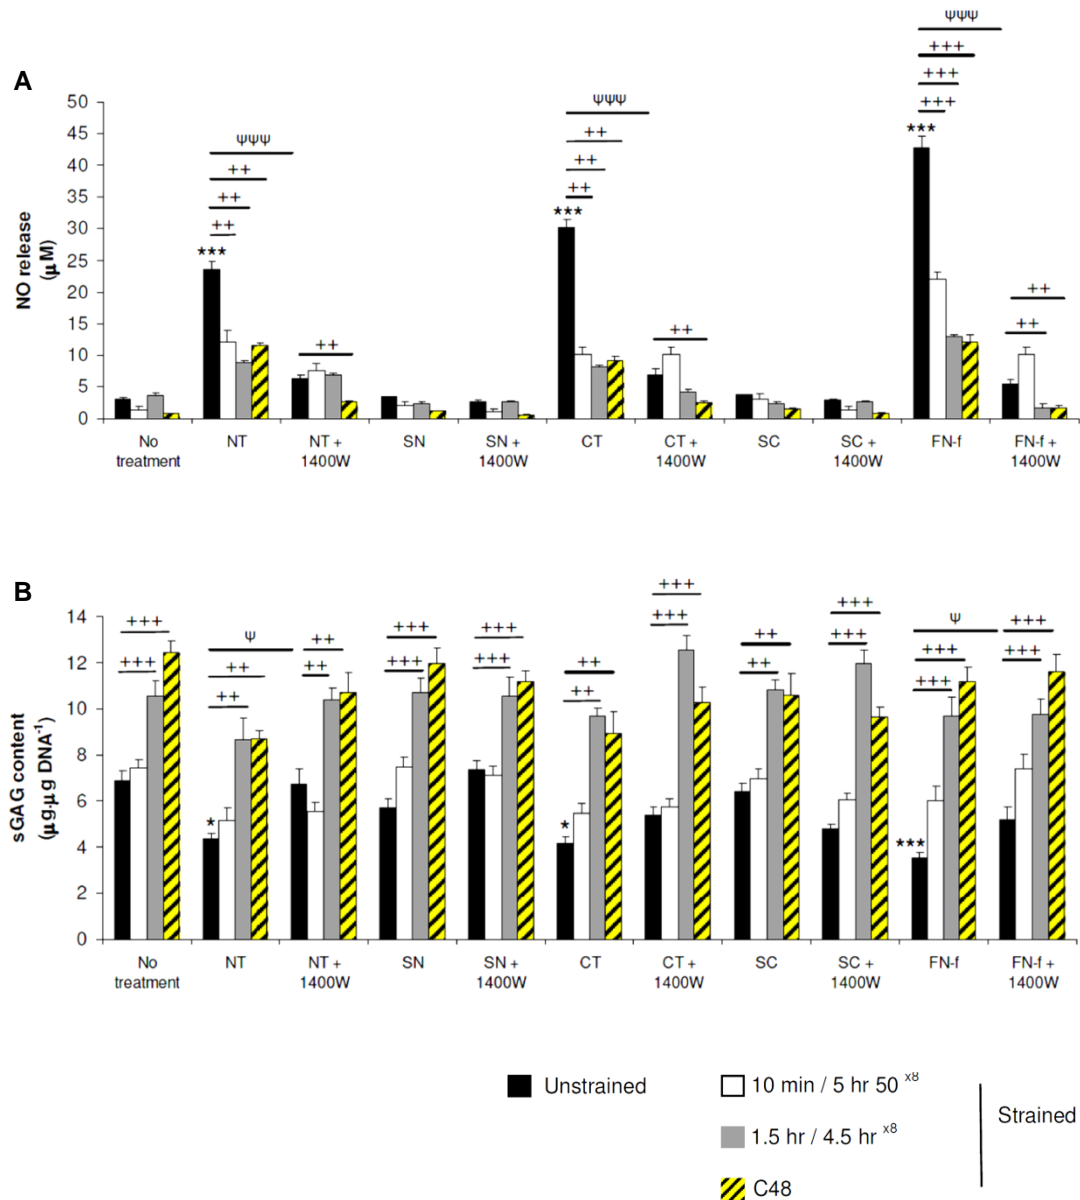 ψψψ
+++
+++
+++
A
50
ψψψ
***
45
ψψψ
++
40
++
++
35
++
++
***
30
++
***
25
++
20
++
++
++
15
10
5
0
NO release
(μM)
No treatment
NT
NT + 1400W
SN
SN + 1400W
CT
CT + 1400W
SC
SC + 1400W
FN-f
FN-f + 1400W
B
14
12
10
8
6
4
2
0
sGAG content
(μg.μg DNA⁻¹)
+++
+++
ψ
++
++
*
++
++
+++
+++
+++
+++
++
++
*
+++
+++
++
++
+++
+++
ψ
+++
+++
***
+++
+++
No treatment
NT
NT + 1400W
SN
SN + 1400W
CT
CT + 1400W
SC
SC + 1400W
FN-f
FN-f + 1400W
Unstrained
10 min / 5 hr 50 x8
1.5 hr / 4.5 hr x8
C48
Strained